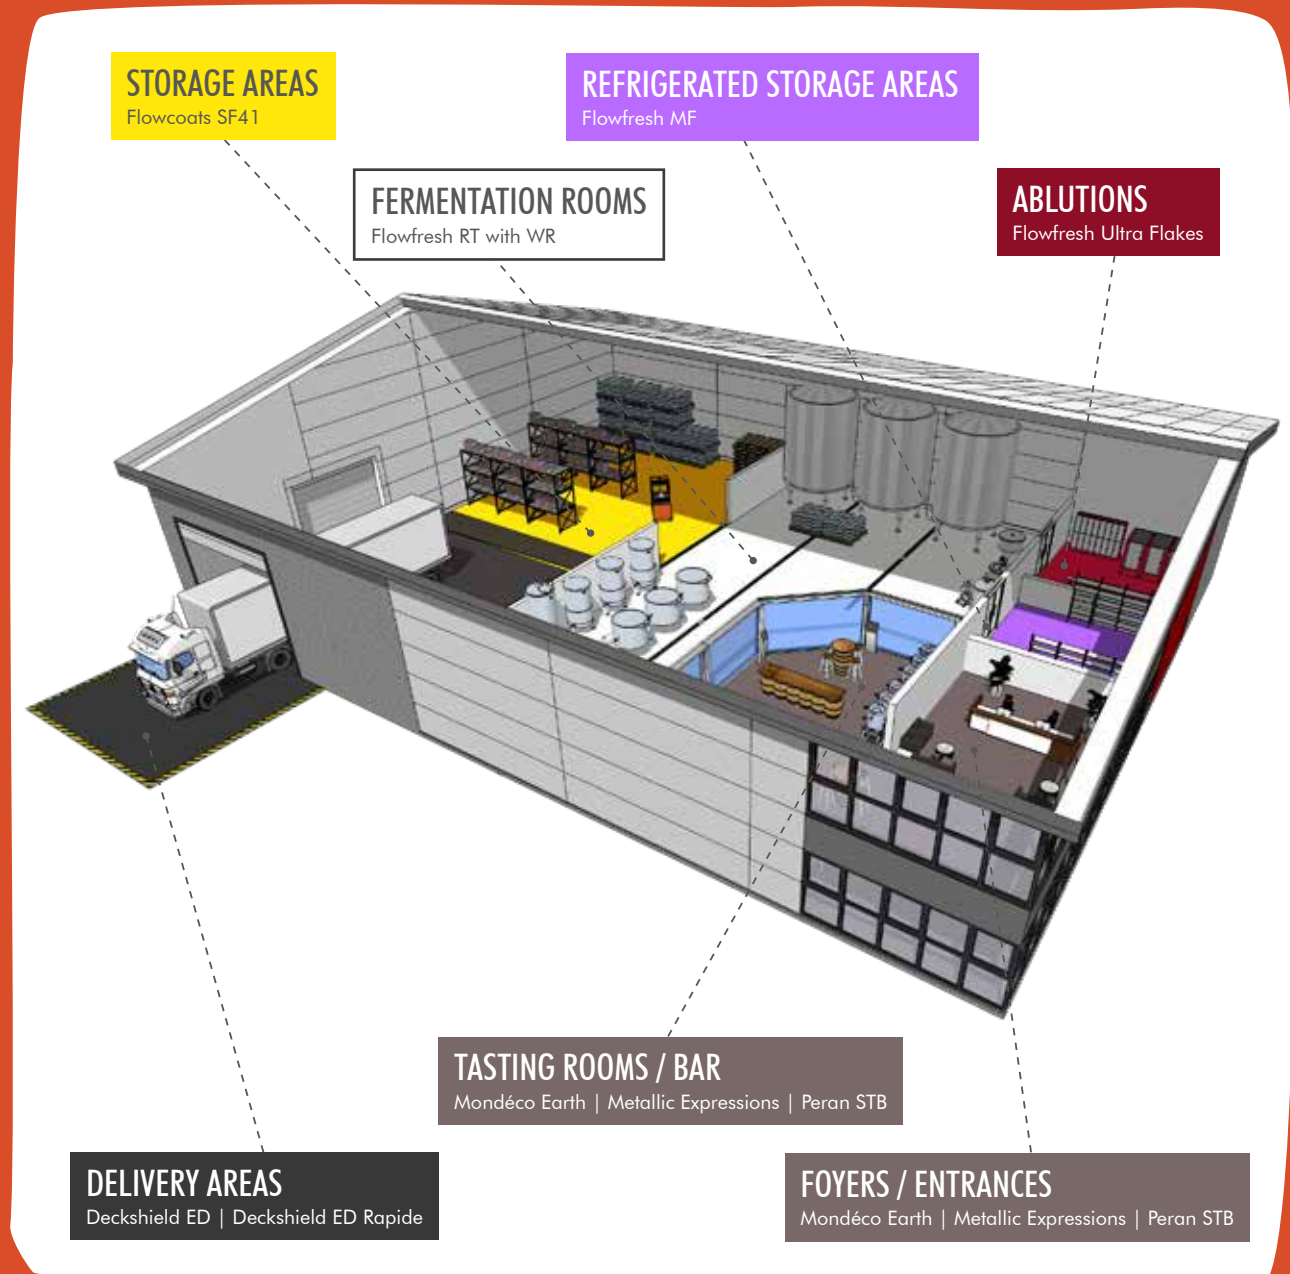 STORAGE AREAS
Flowcoats SF41
REFRIGERATED STORAGE AREAS
Flowfresh MF
FERMENTATION ROOMS
Flowfresh RT with WR
ABLUTIONS
Flowfresh Ultra Flakes
TASTING ROOMS / BAR
Mondéco Earth | Metallic Expressions | Peran STB
DELIVERY AREAS
Deckshield ED | Deckshield ED Rapide
FOYERS / ENTRANCES
Mondéco Earth | Metallic Expressions | Peran STB